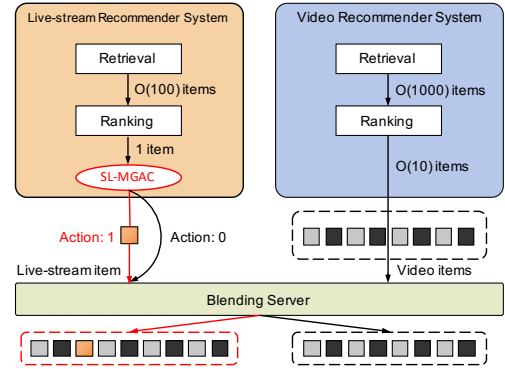 Live-stream Recommender System
Retrieval
O(100) items
Ranking
1 item
SL-MGAC
Action: 1
Action: 0
Live-stream item
Video Recommender System
Retrieval
O(1000) items
Ranking
O(10) items
Video items
Blending Server